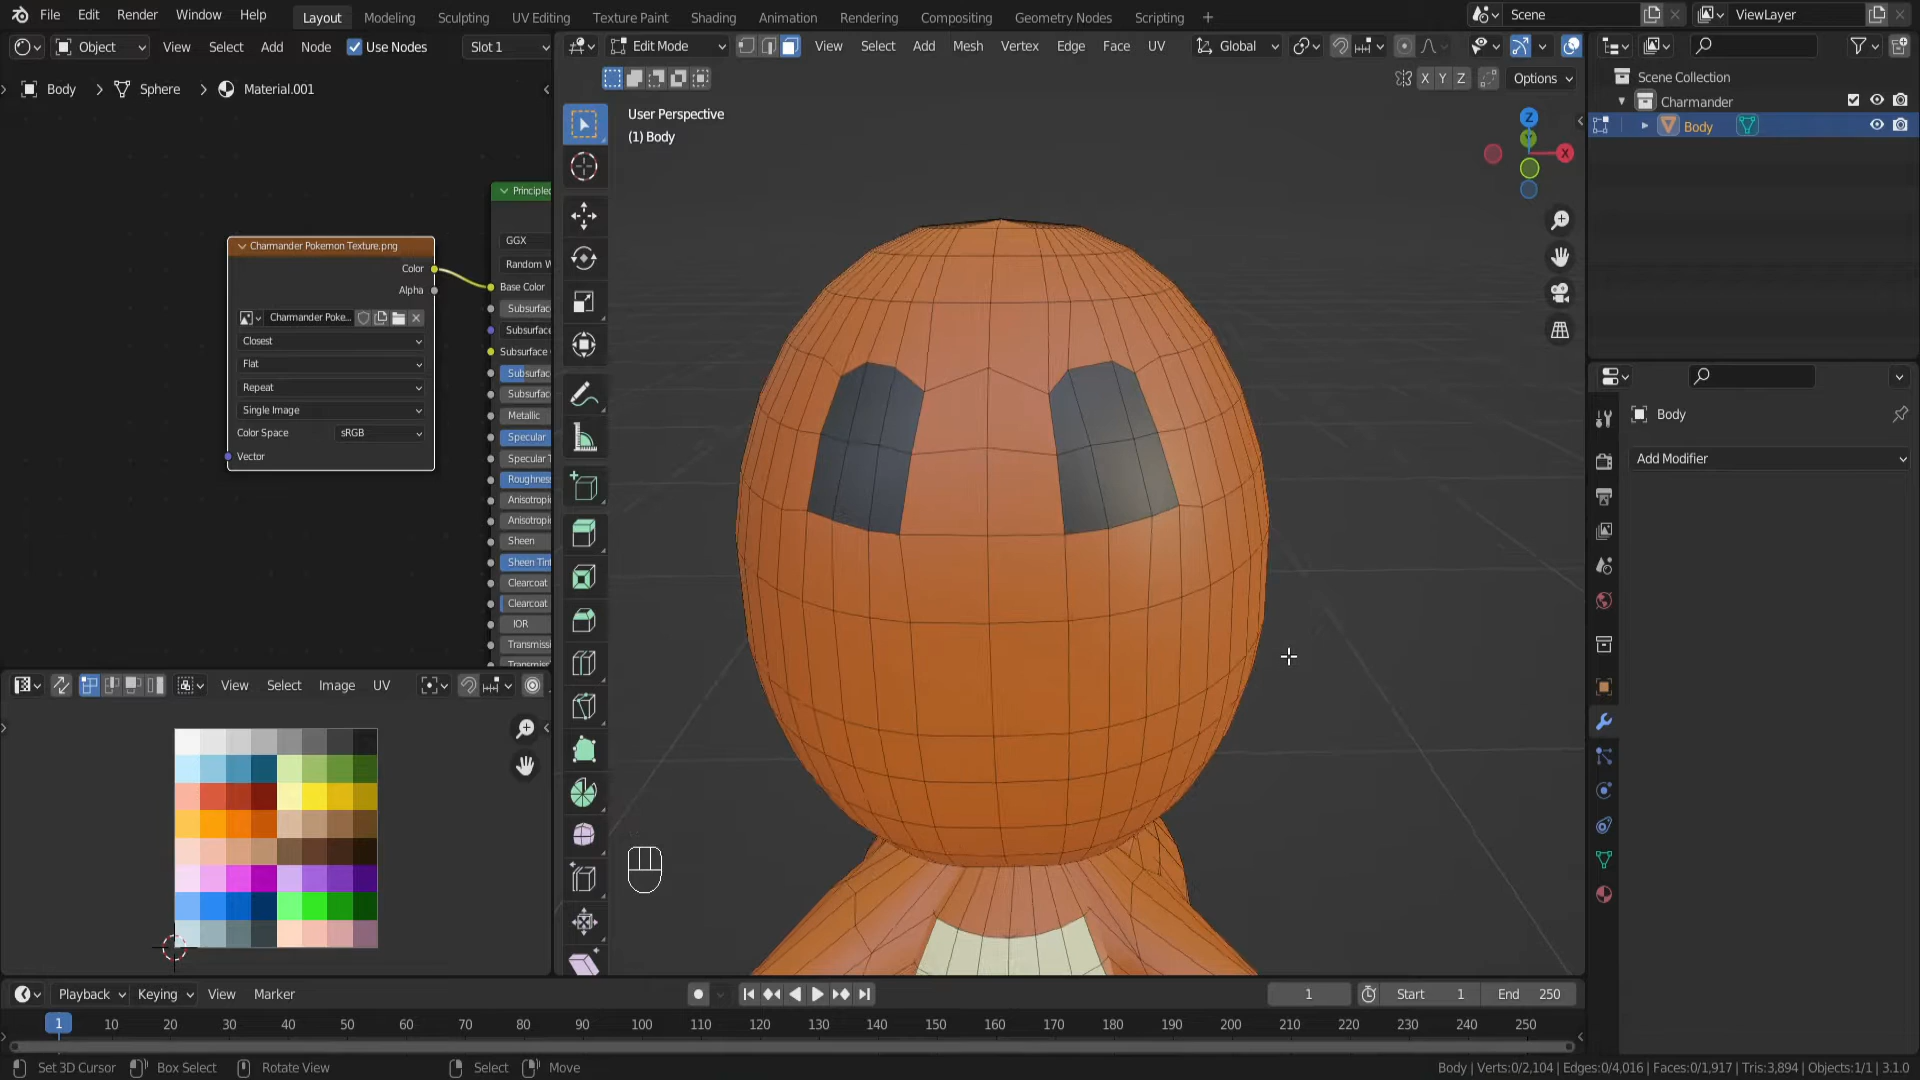 File Edit Render Window Help Layout Modeling Sculpting UV Editing Texture Paint Shading Animation Rendering Compositing Geometry Nodes Scripting Scene ViewLayer
Object View Select Add Node Use Nodes Slot 1 Edit Mode View Select Add Mesh Vertex Edge Face UV Global
X Y Z Options
Body Sphere Material.001
User Perspective
(1) Body
Z
Y
X
Scene Collection
Charmander
Body
Principled
GGX
Random W
Base Color
Subsurfac
Subsurface
Subsurface
Subsurfac
Subsurfac
Metallic
Specular
Specular T
Roughness
Anisotropic
Anisotropic
Sheen
Sheen Tint
Clearcoat
Clearcoat
IOR
Transmissi
Charmander Pokemon Texture.png
Color
Alpha
Charmander Poke...
Closest
Flat
Repeat
Single Image
Color Space sRGB
Vector
Body
Add Modifier
View Select Image UV
Playback Keying View Marker
1 Start 1 End 250
1 10 20 30 40 50 60 70 80 90 100 110 120 130 140 150 160 170 180 190 200 210 220 230 240 250
Set 3D Cursor Box Select Rotate View Select Move
Body | Verts:0/2,104 | Edges:0/4,016 | Faces:0/1,917 | Tris:3,894 | Objects:1/1 | 3.1.0